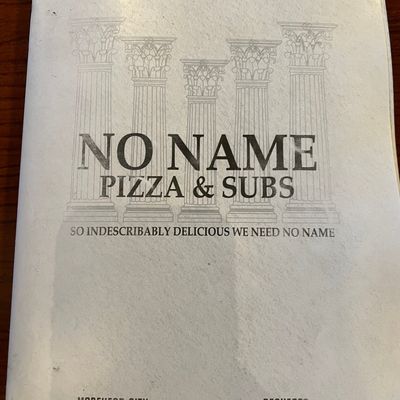 NO NAME
PIZZA & SUBS
SO INDESCRIBABLY DELICIOUS WE NEED NO NAME